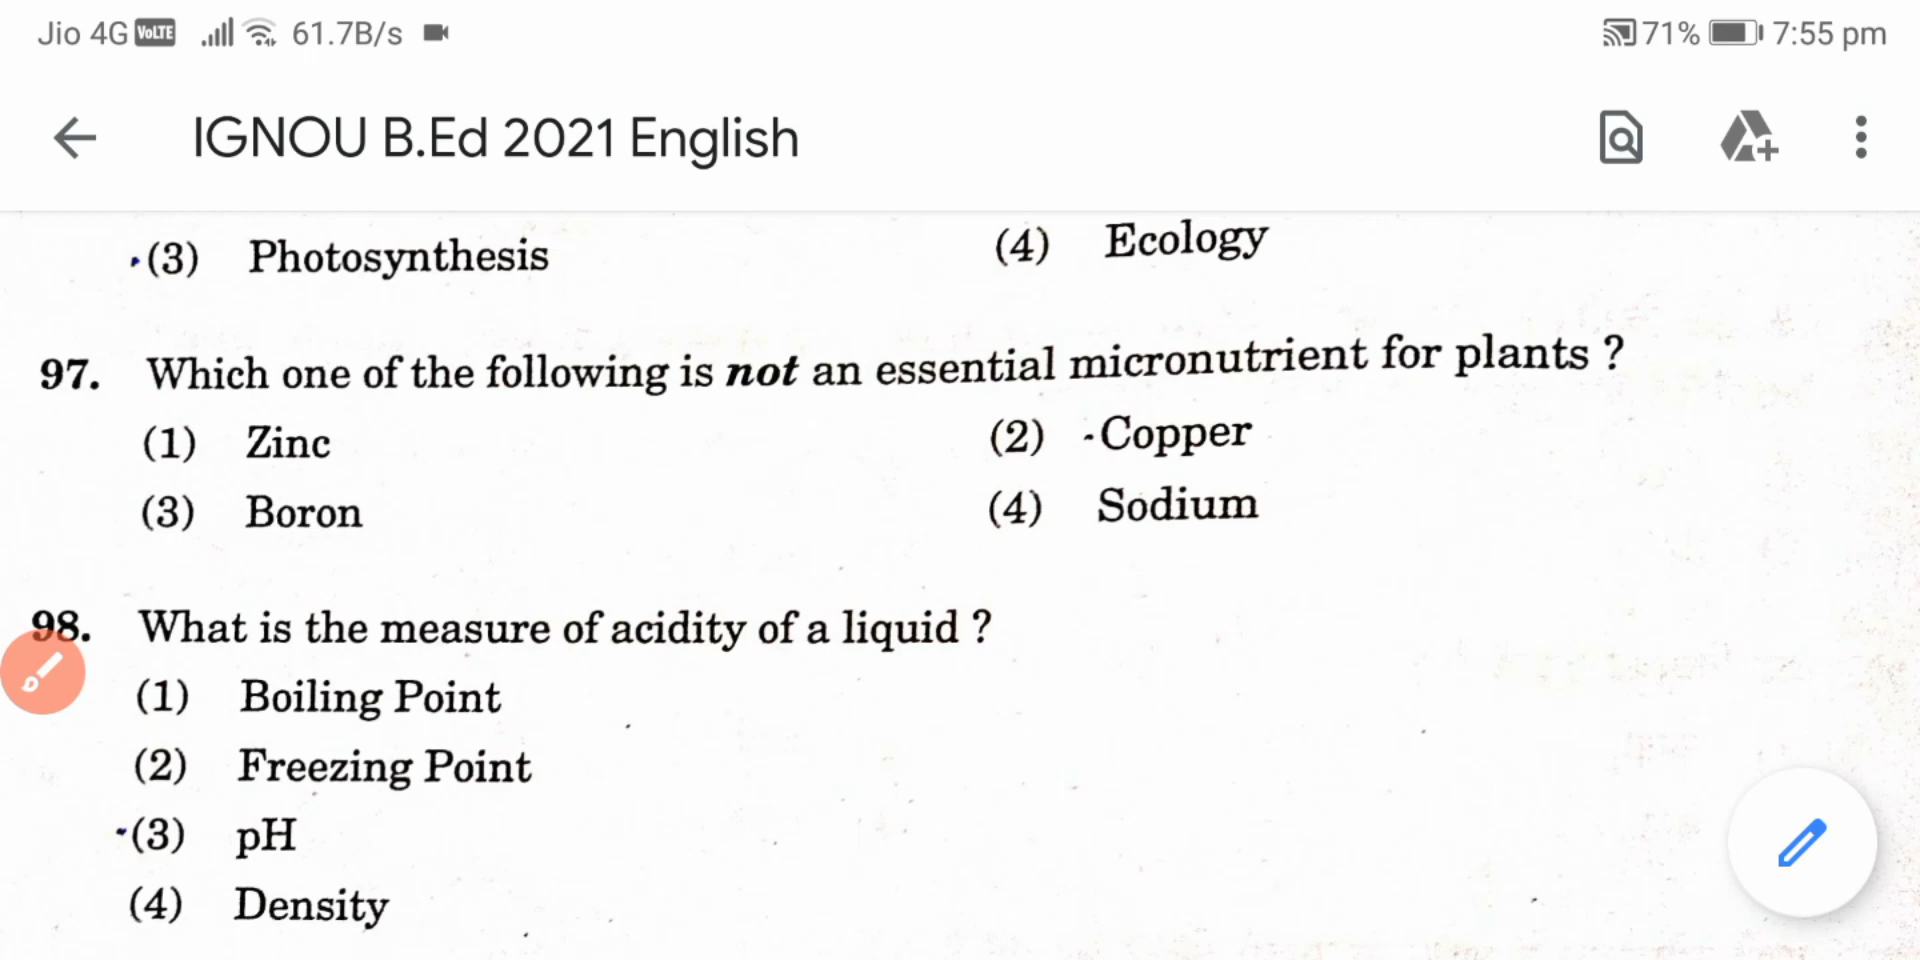 Jio 4G VoLTE 61.7B/s 71% 7:55 pm
IGNOU B.Ed 2021 English
(3) Photosynthesis (4) Ecology
97. Which one of the following is not an essential micronutrient for plants ?
(1) Zinc (2) Copper
(3) Boron (4) Sodium
98. What is the measure of acidity of a liquid ?
(1) Boiling Point
(2) Freezing Point
(3) pH
(4) Density